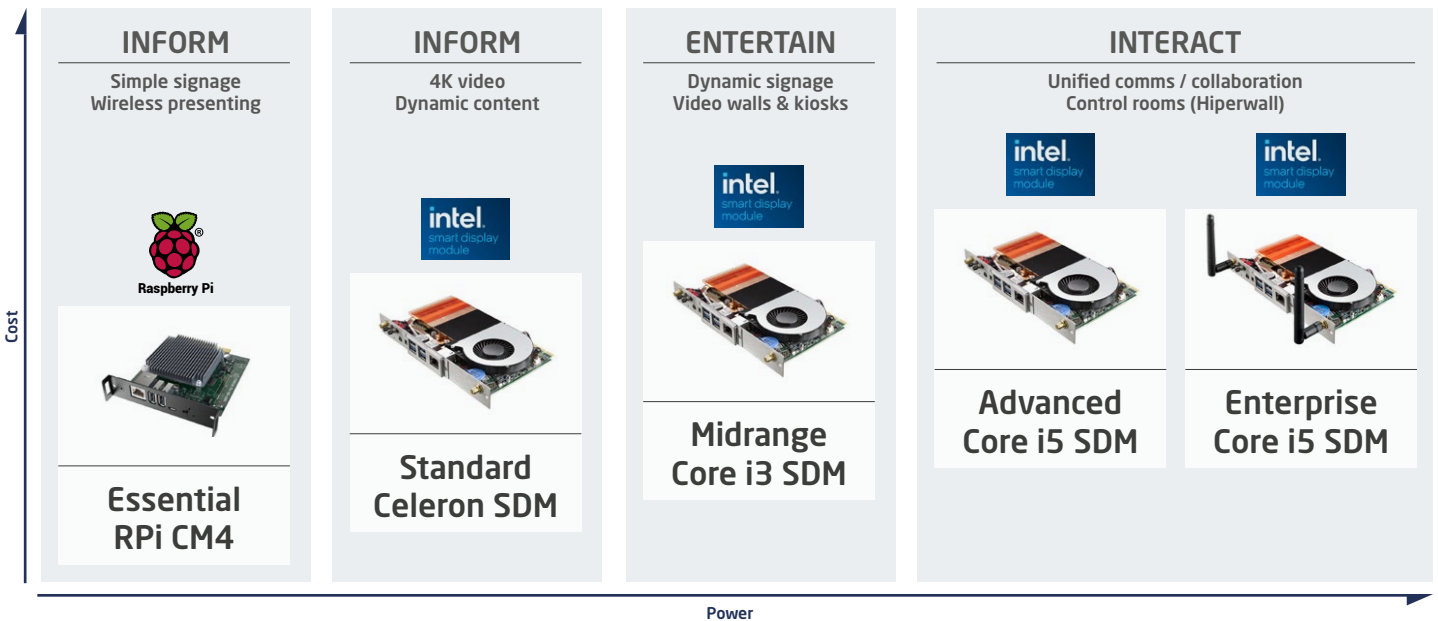 INFORM
Simple signage
Wireless presenting
Raspberry Pi
®
Essential
RPi CM4
INFORM
4K video
Dynamic content
intel.
smart display
module
Standard
Celeron SDM
ENTERTAIN
Dynamic signage
Video walls & kiosks
intel.
smart display
module
Midrange
Core i3 SDM
INTERACT
Unified comms / collaboration
Control rooms (Hiperwall)
intel.
smart display
module
Advanced
Core i5 SDM
intel.
smart display
module
Enterprise
Core i5 SDM
Cost
Power